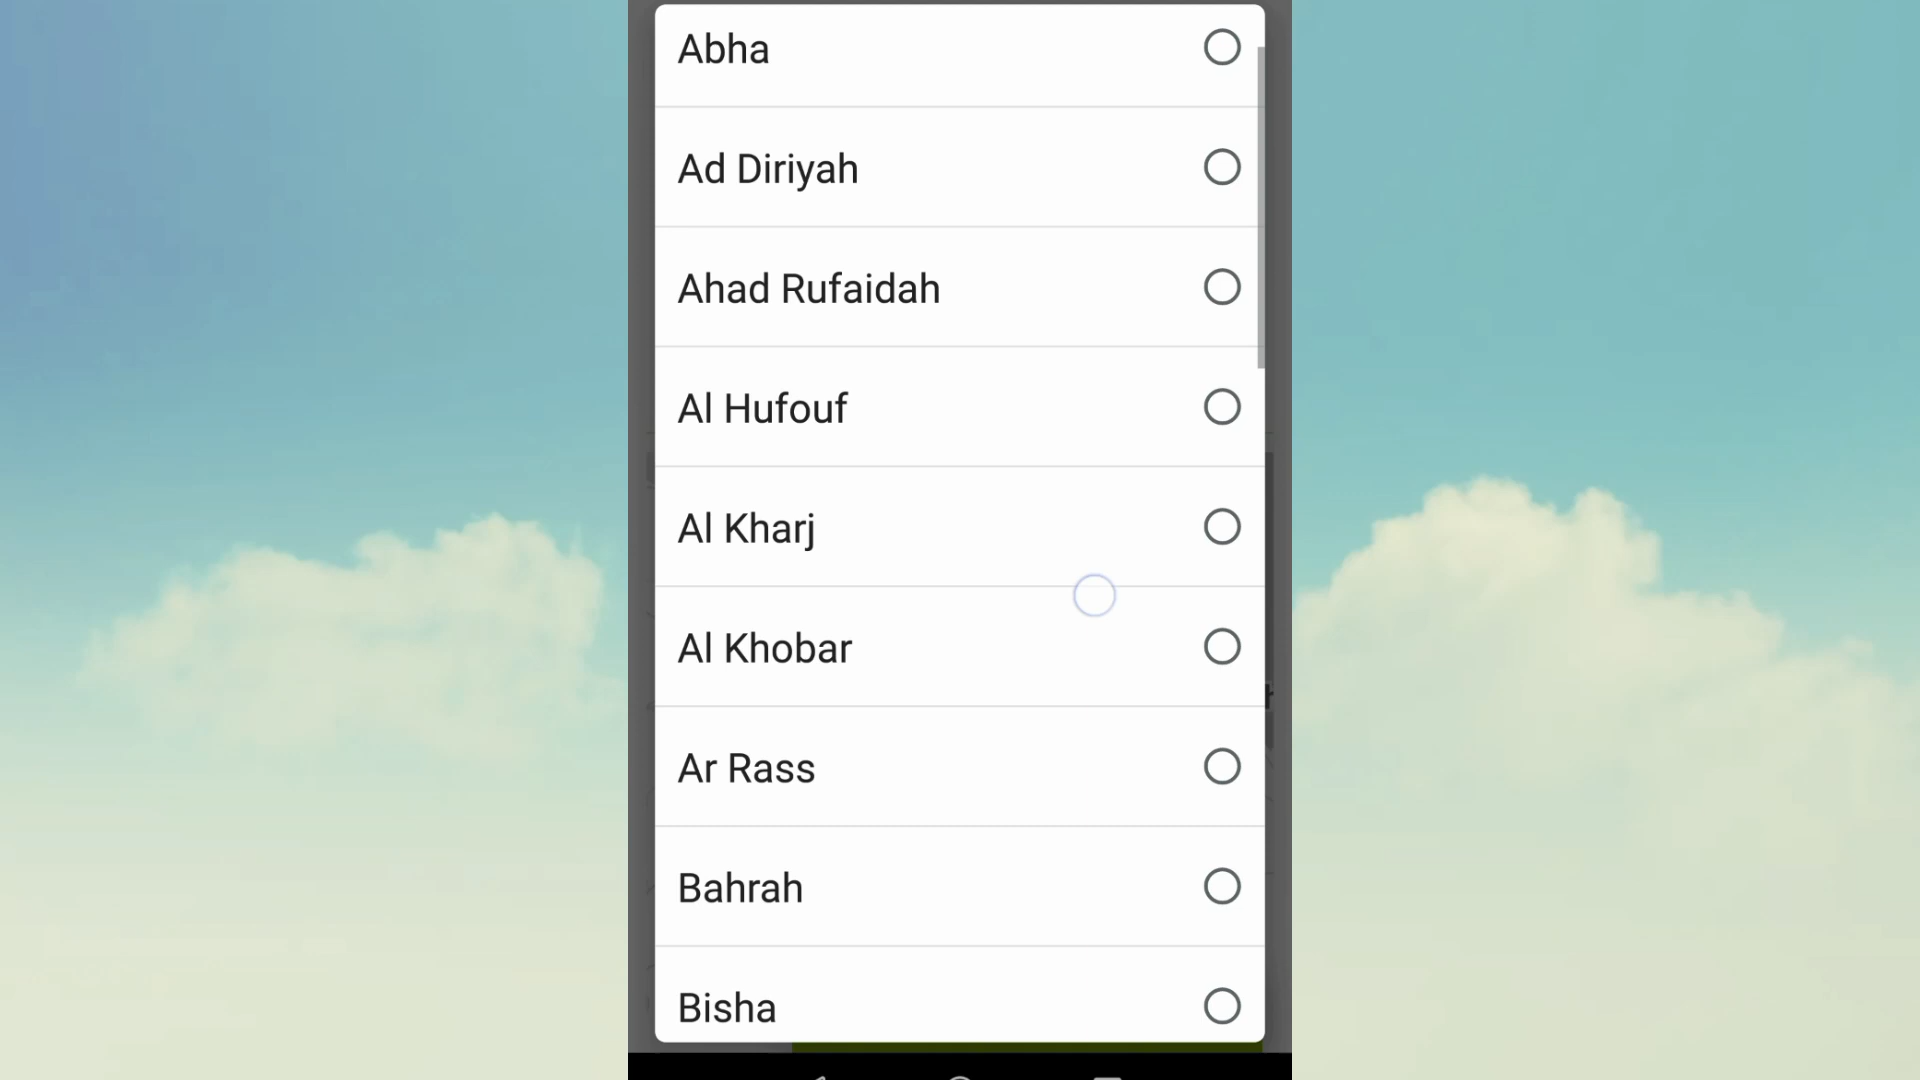 Abha
Ad Diriyah
Ahad Rufaidah
Al Hufouf
Al Kharj
Al Khobar
Ar Rass
Bahrah
Bisha